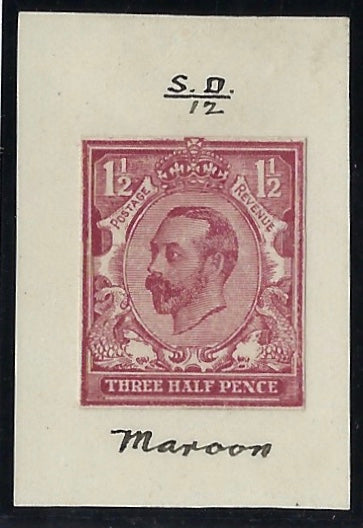 S.D.
12
1½ 1½
POSTAGE REVENUE
THREE HALF PENCE
Maroon